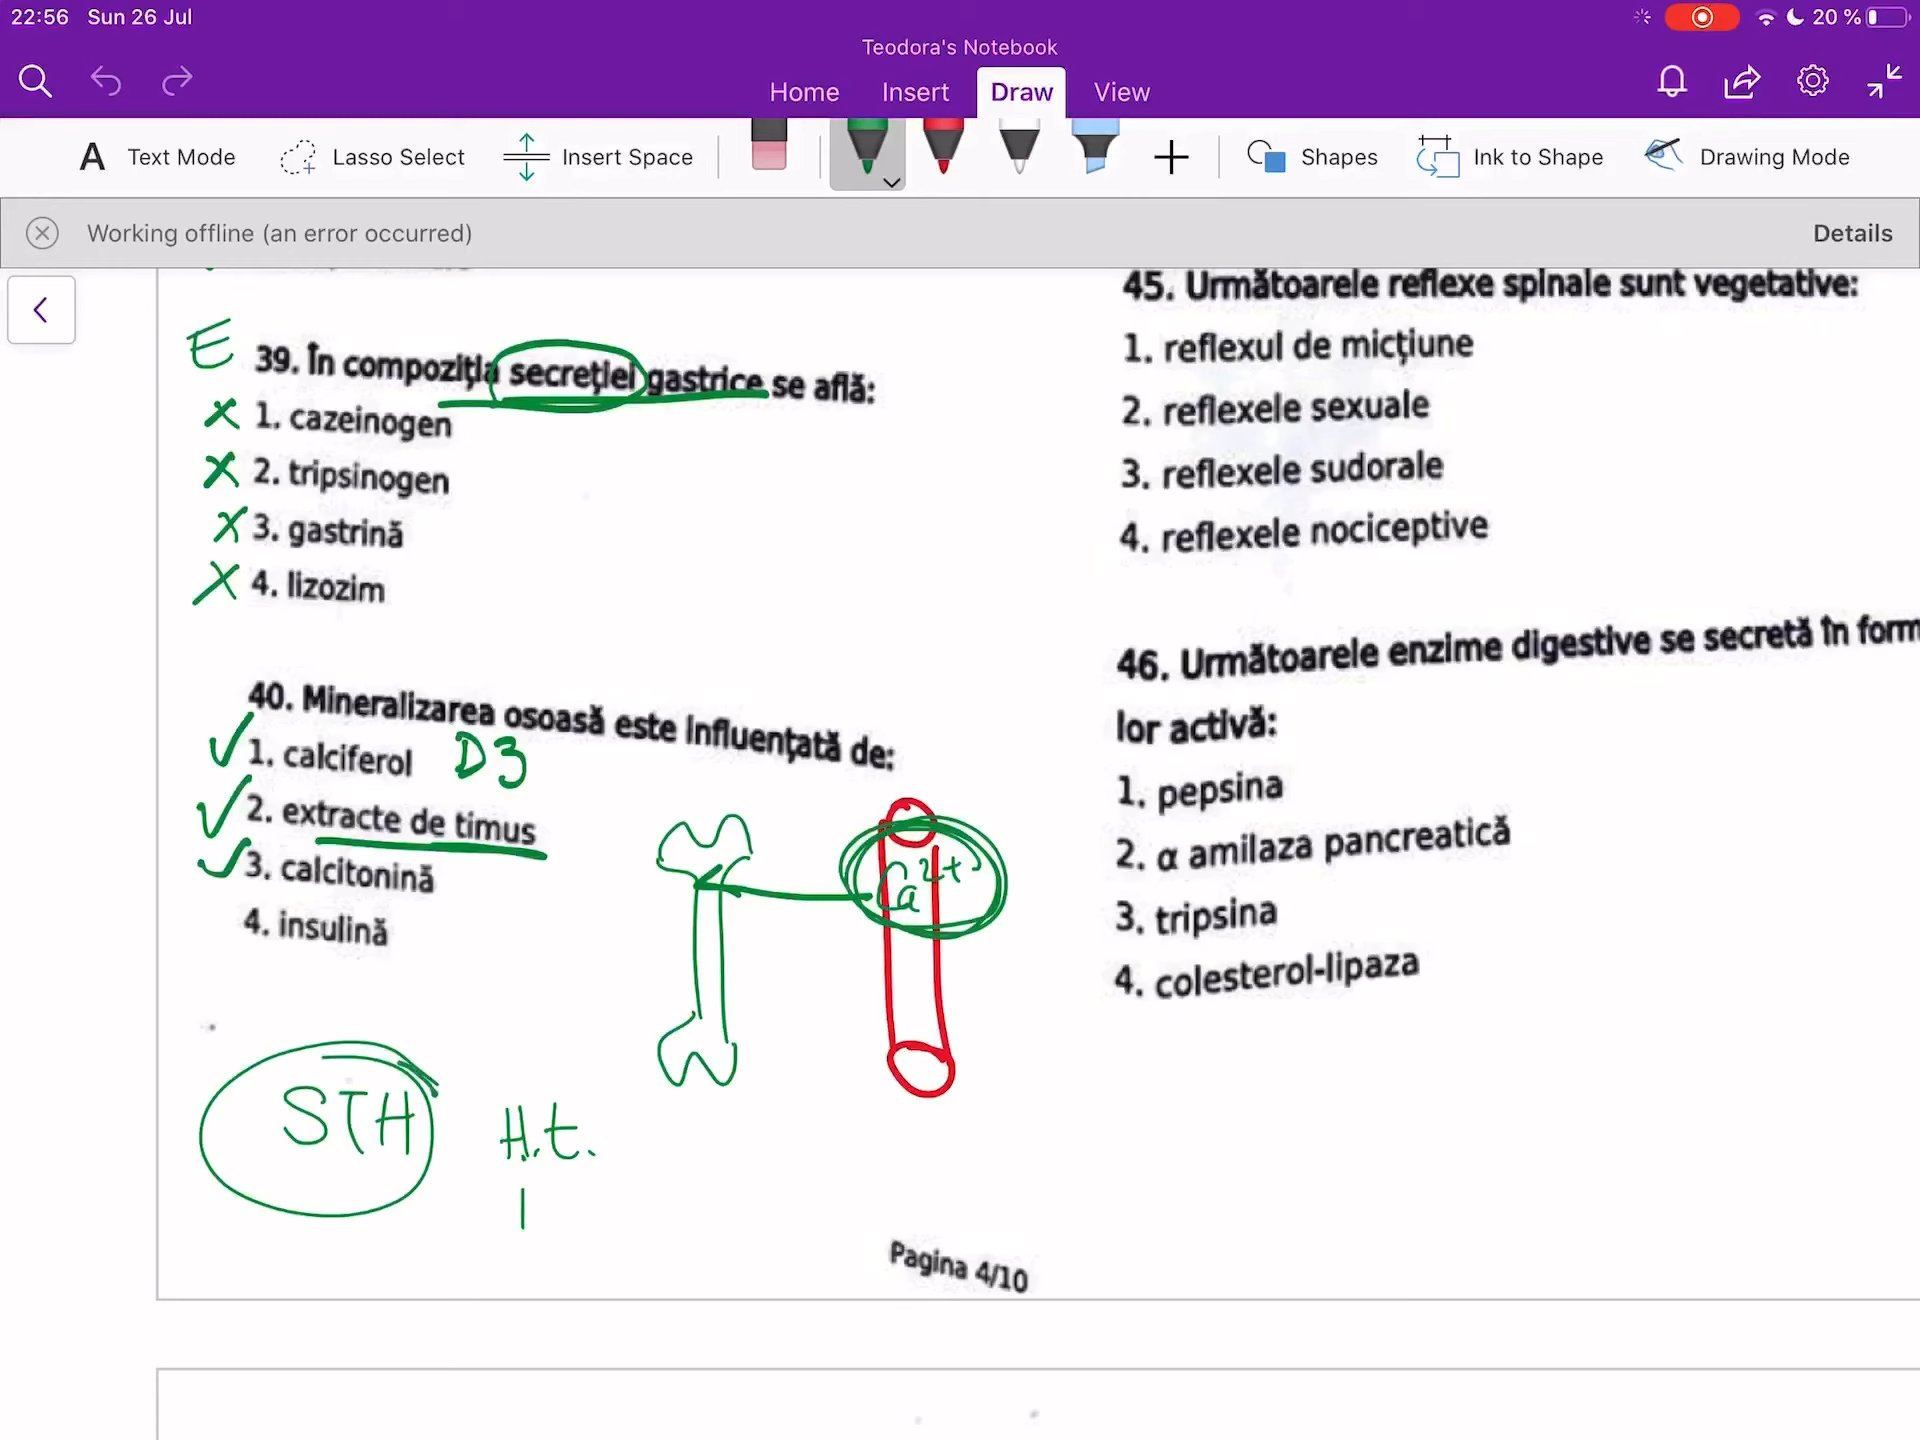 22:56 Sun 26 Jul
20 %
Teodora's Notebook
Home Insert Draw View
A Text Mode Lasso Select Insert Space Shapes Ink to Shape Drawing Mode
Working offline (an error occurred) Details
E 39. În compoziția secreției gastrice se află:
X 1. cazeinogen
X 2. tripsinogen
X 3. gastrină
X 4. lizozim
40. Mineralizarea osoasă este influențată de:
1. calciferol D3
2. extracte de timus
3. calcitonină
4. insulină
Ca2+
STH H.t.
Pagina 4/10
45. Următoarele reflexe spinale sunt vegetative:
1. reflexul de micțiune
2. reflexele sexuale
3. reflexele sudorale
4. reflexele nociceptive
46. Următoarele enzime digestive se secretă în form
lor activă:
1. pepsina
2. α amilaza pancreatică
3. tripsina
4. colesterol-lipaza